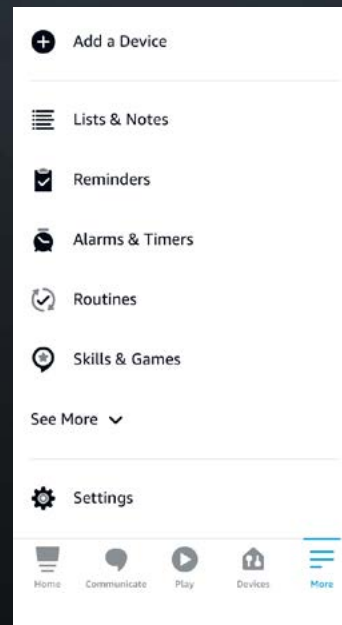 Add a Device
Lists & Notes
Reminders
Alarms & Timers
Routines
Skills & Games
See More
Settings
Home Communicate Play Devices More